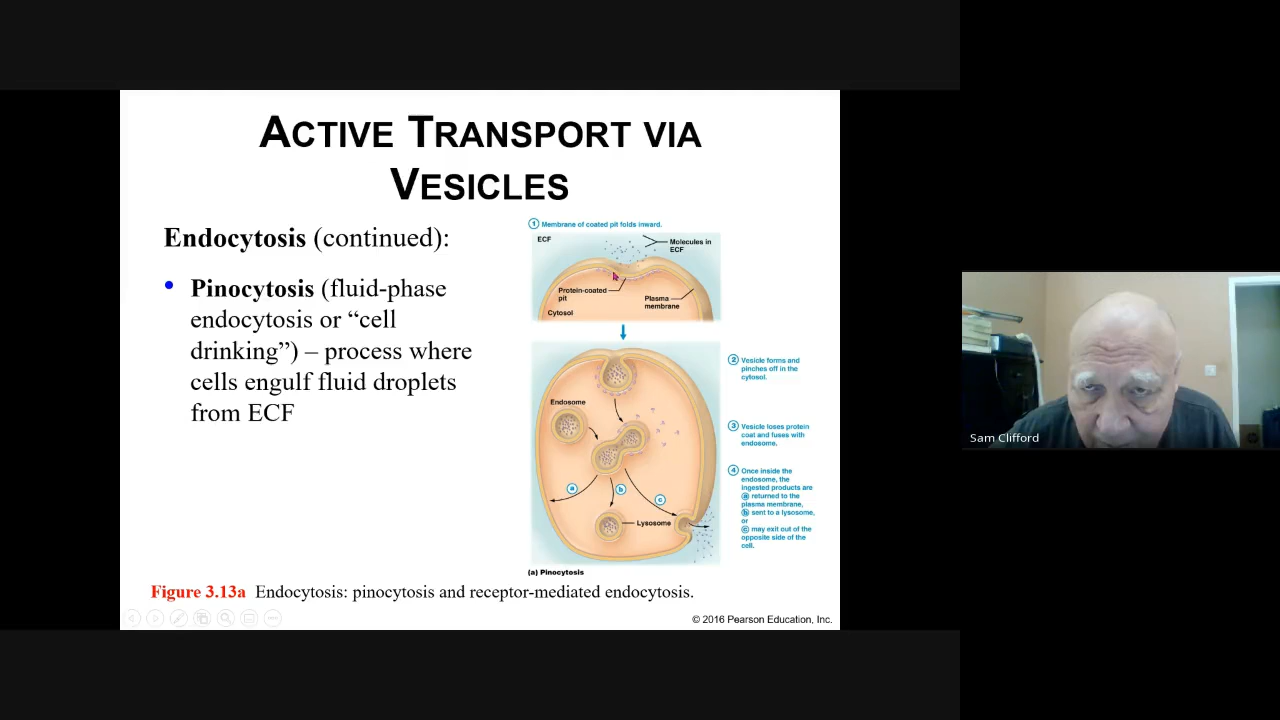 ACTIVE TRANSPORT VIA
VESICLES
Endocytosis (continued):
• Pinocytosis (fluid-phase
endocytosis or “cell
drinking”) – process where
cells engulf fluid droplets
from ECF
1 Membrane of coated pit folds inward.
ECF
Molecules in
ECF
Protein-coated
pit
Plasma
membrane
Cytosol
2 Vesicle forms and
pinches off in the
cytosol.
Endosome
3 Vesicle loses protein
coat and fuses with
endosome.
4 Once inside the
endosome, the
ingested products are
a returned to the
plasma membrane,
b sent to a lysosome,
or
c may exit out of the
opposite side of the
cell.
a
b
c
Lysosome
(a) Pinocytosis
Figure 3.13a Endocytosis: pinocytosis and receptor-mediated endocytosis.
© 2016 Pearson Education, Inc.
Sam Clifford